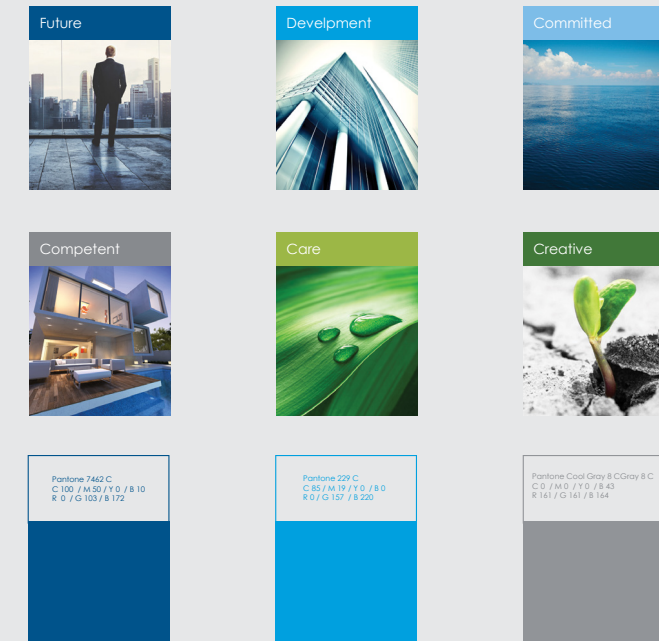 Future
Develpment
Committed
Competent
Care
Creative
Pantone 7462 C
C 100 / M 50 / Y 0 / B 10
R 0 / G 103 / B 172
Pantone 229 C
C 85 / M 19 / Y 0 / B 0
R 0 / G 157 / B 220
Pantone Cool Gray 8 CGray 8 C
C 0 / M 0 / Y 0 / B 43
R 161 / G 161 / B 164